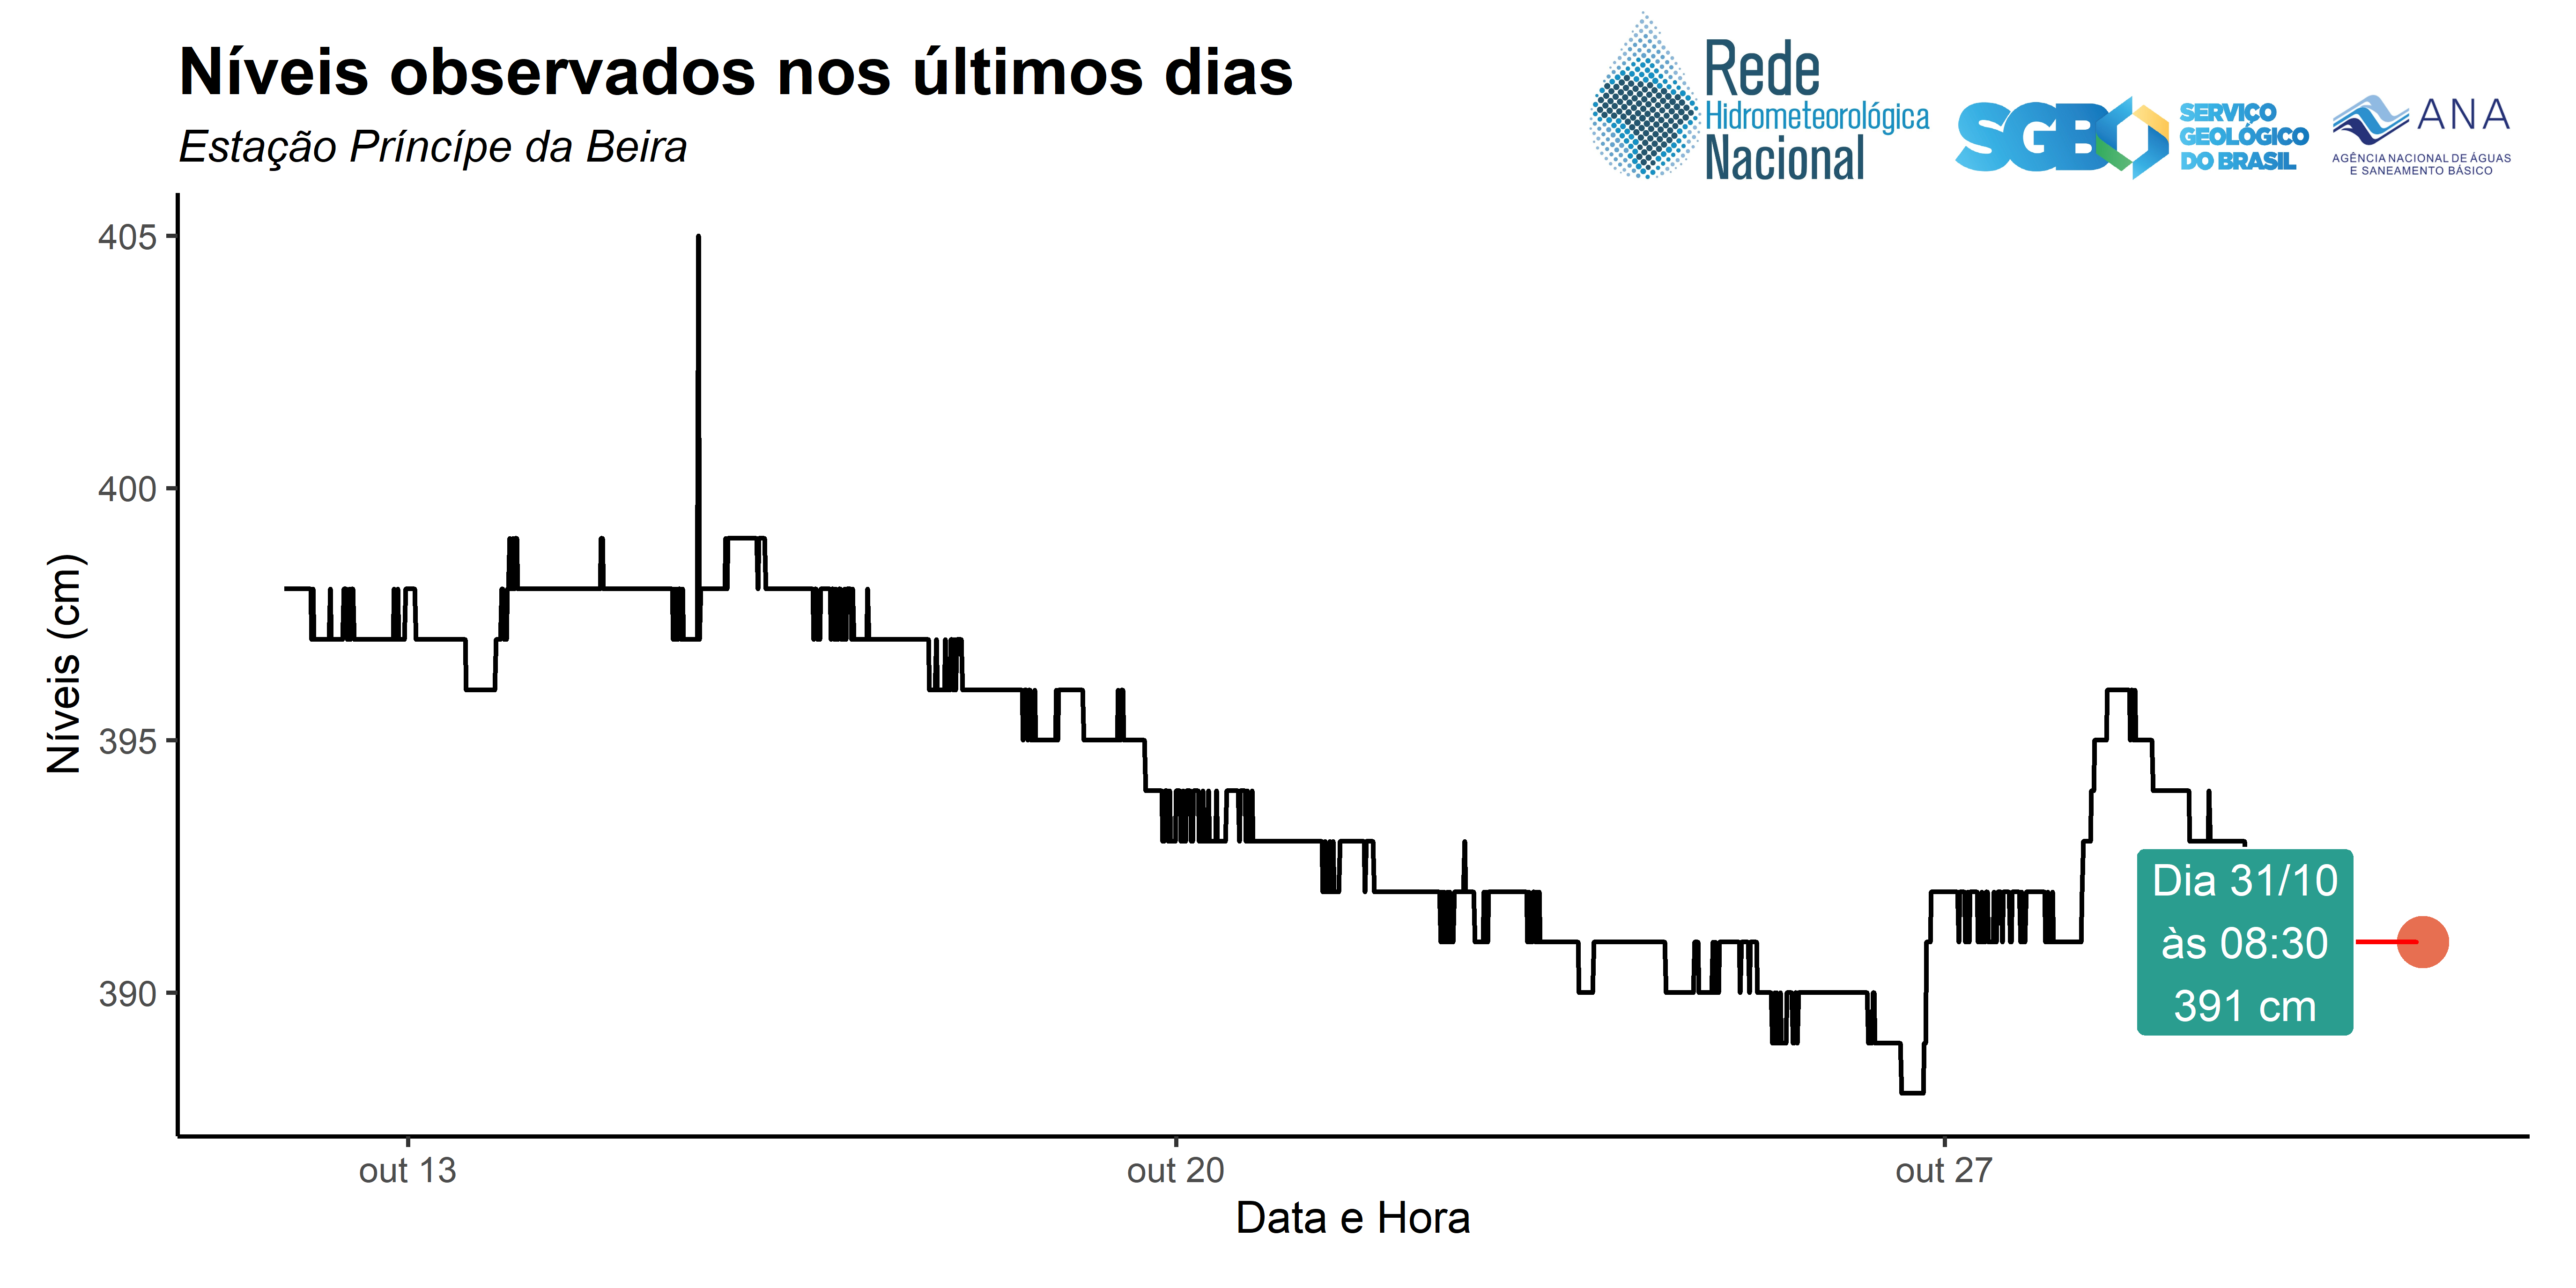 Níveis observados nos últimos dias
Estação Príncípe da Beira
Rede
Hidrometeorológica
Nacional
SGB
SERVIÇO
GEOLÓGICO
DO BRASIL
ANA
AGÊNCIA NACIONAL DE ÁGUAS
E SANEAMENTO BÁSICO
Níveis (cm)
405
400
395
390
Dia 31/10
às 08:30
391 cm
out 13
out 20
out 27
Data e Hora